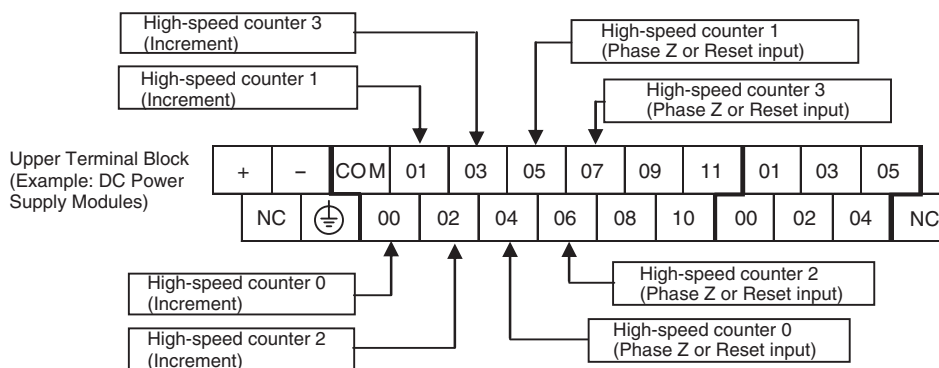 High-speed counter 3
(Increment)
High-speed counter 1
(Phase Z or Reset input)
High-speed counter 1
(Increment)
High-speed counter 3
(Phase Z or Reset input)
Upper Terminal Block
(Example: DC Power
Supply Modules)
+ – COM 01 03 05 07 09 11 01 03 05
NC 00 02 04 06 08 10 00 02 04 NC
High-speed counter 0
(Increment)
High-speed counter 2
(Phase Z or Reset input)
High-speed counter 2
(Increment)
High-speed counter 0
(Phase Z or Reset input)